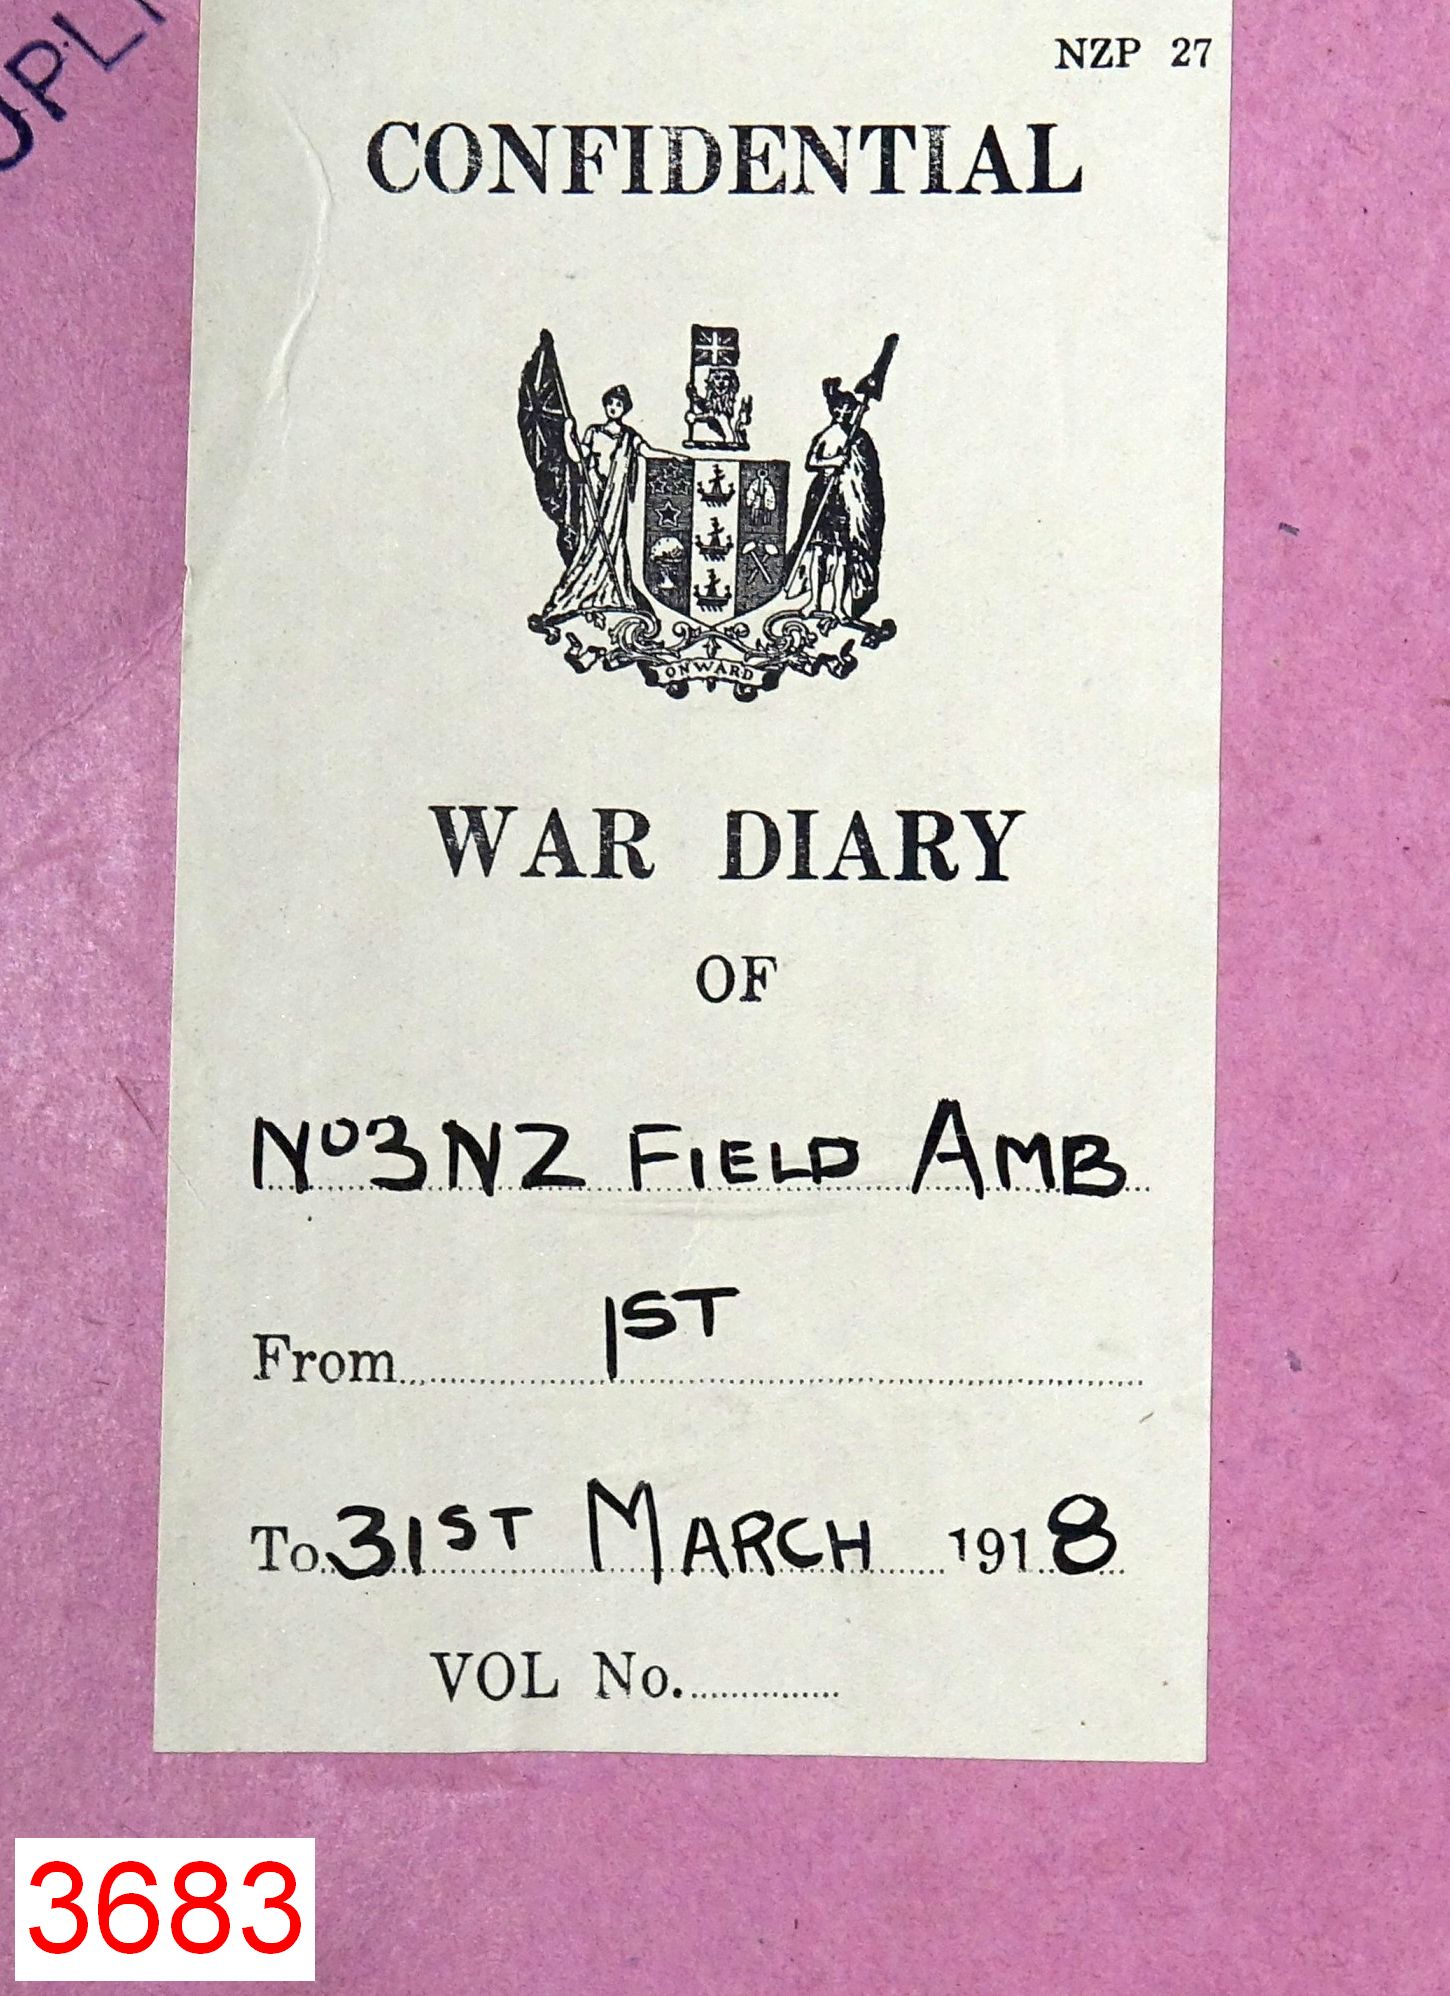 NZP 27
CONFIDENTIAL
ONWARD
WAR DIARY
OF
No3 NZ FIELD AMB
From 1ST
To 31ST MARCH 1918
VOL No.
3683